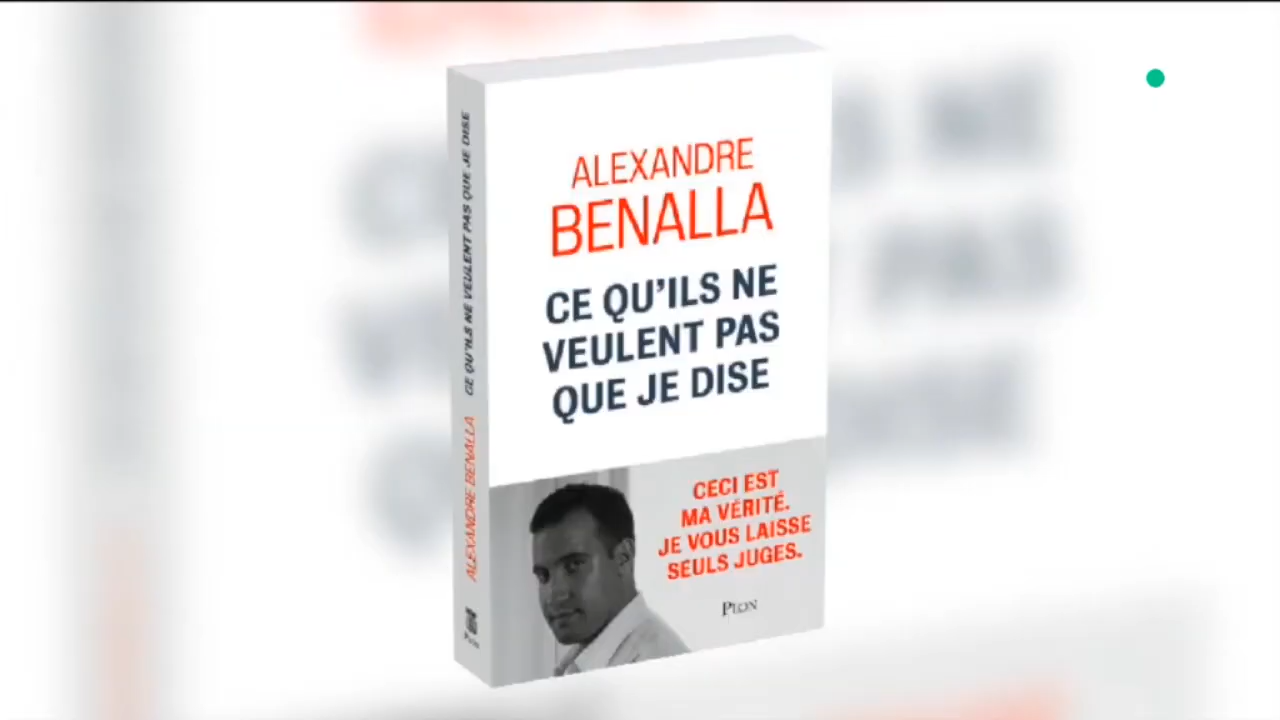 ALEXANDRE
BENALLA
CE QU'ILS NE
VEULENT PAS
QUE JE DISE
CECI EST
MA VÉRITÉ.
JE VOUS LAISSE
SEULS JUGES.
PLON
ALEXANDRE BENALLA CE QU'ILS NE VEULENT PAS QUE JE DISE
PLON